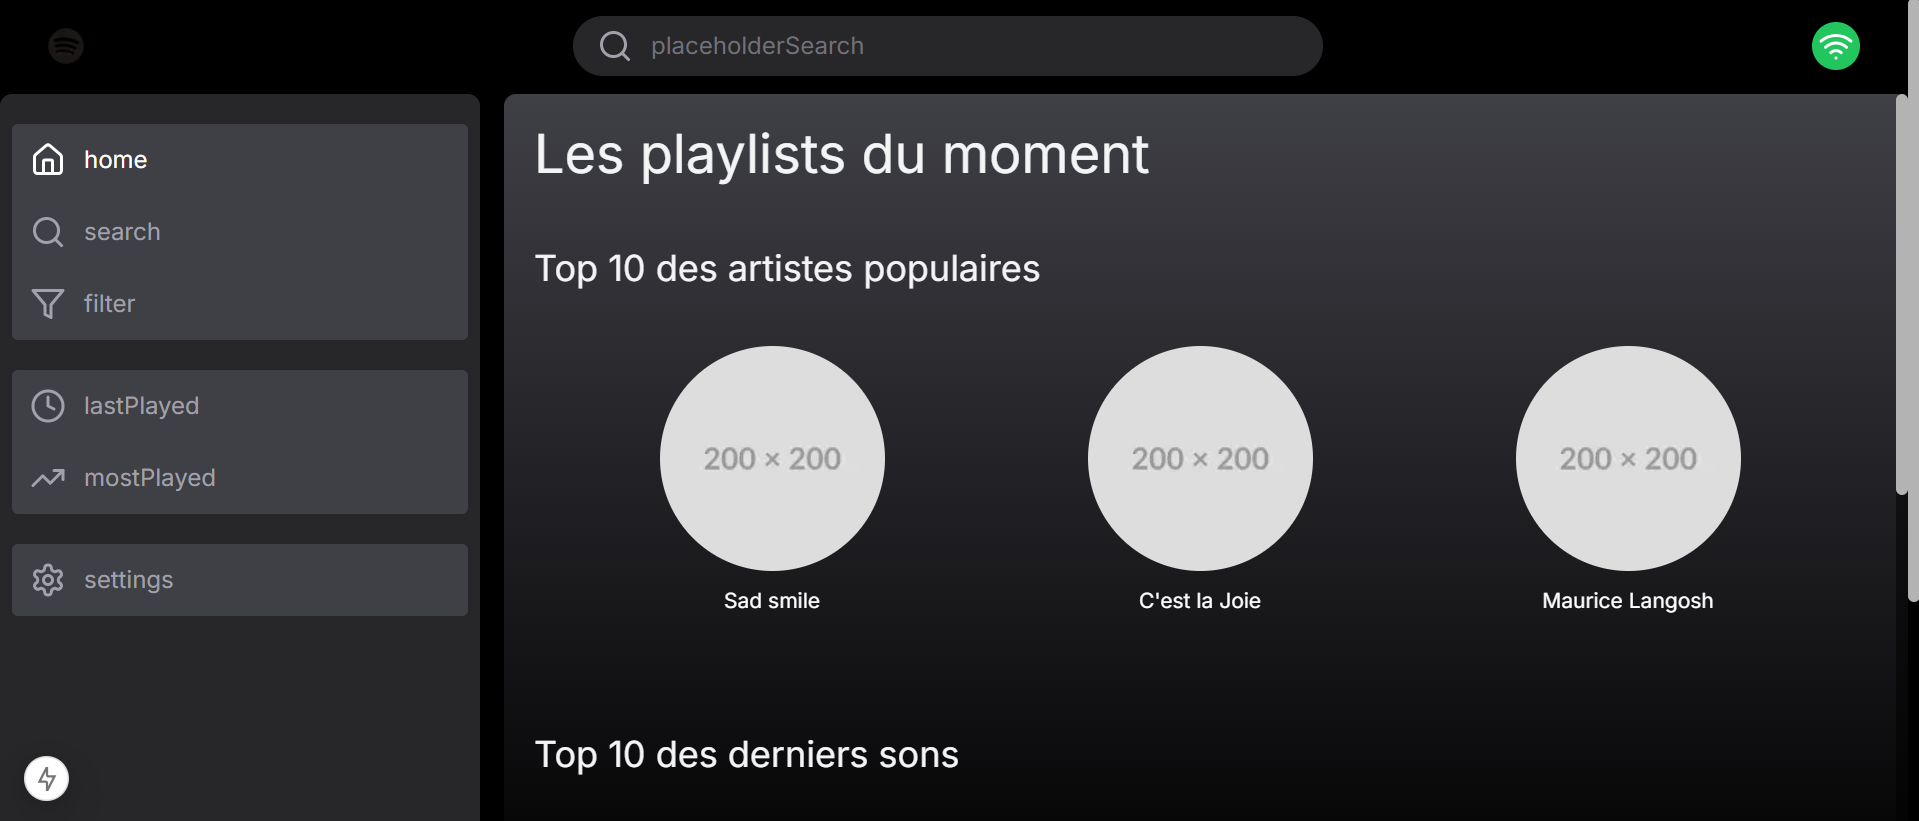 placeholderSearch
home
search
filter
lastPlayed
mostPlayed
settings
Les playlists du moment
Top 10 des artistes populaires
200 × 200
200 × 200
200 × 200
Sad smile
C'est la Joie
Maurice Langosh
Top 10 des derniers sons